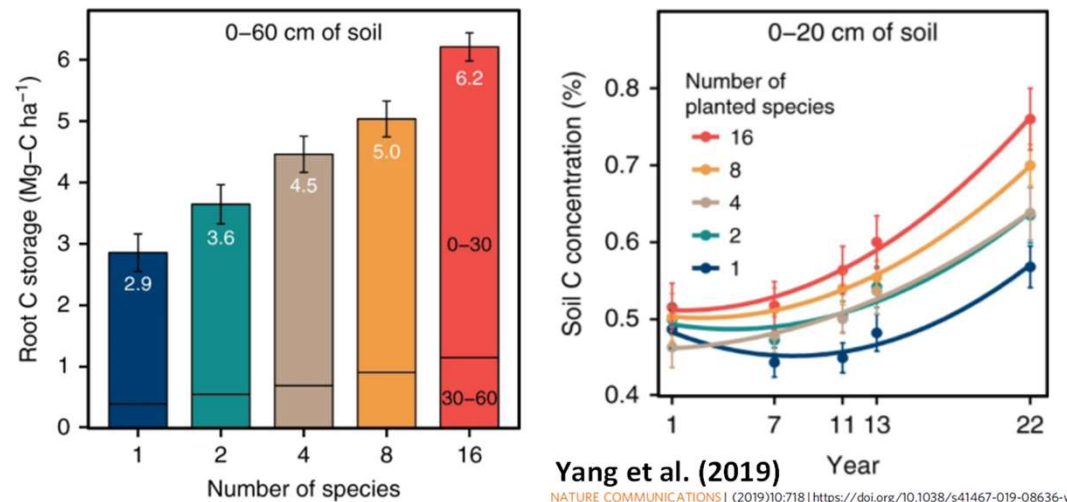 0–60 cm of soil
Root C storage (Mg–C ha⁻¹)
6
5
4
3
2
1
0
2.9
3.6
4.5
5.0
6.2
0–30
30–60
1 2 4 8 16
Number of species
0–20 cm of soil
Soil C concentration (%)
0.8
0.7
0.6
0.5
0.4
Number of
planted species
16
8
4
2
1
1 7 11 13 22
Year
Yang et al. (2019)
NATURE COMMUNICATIONS | (2019)10:718 | https://doi.org/10.1038/s41467-019-08636-w